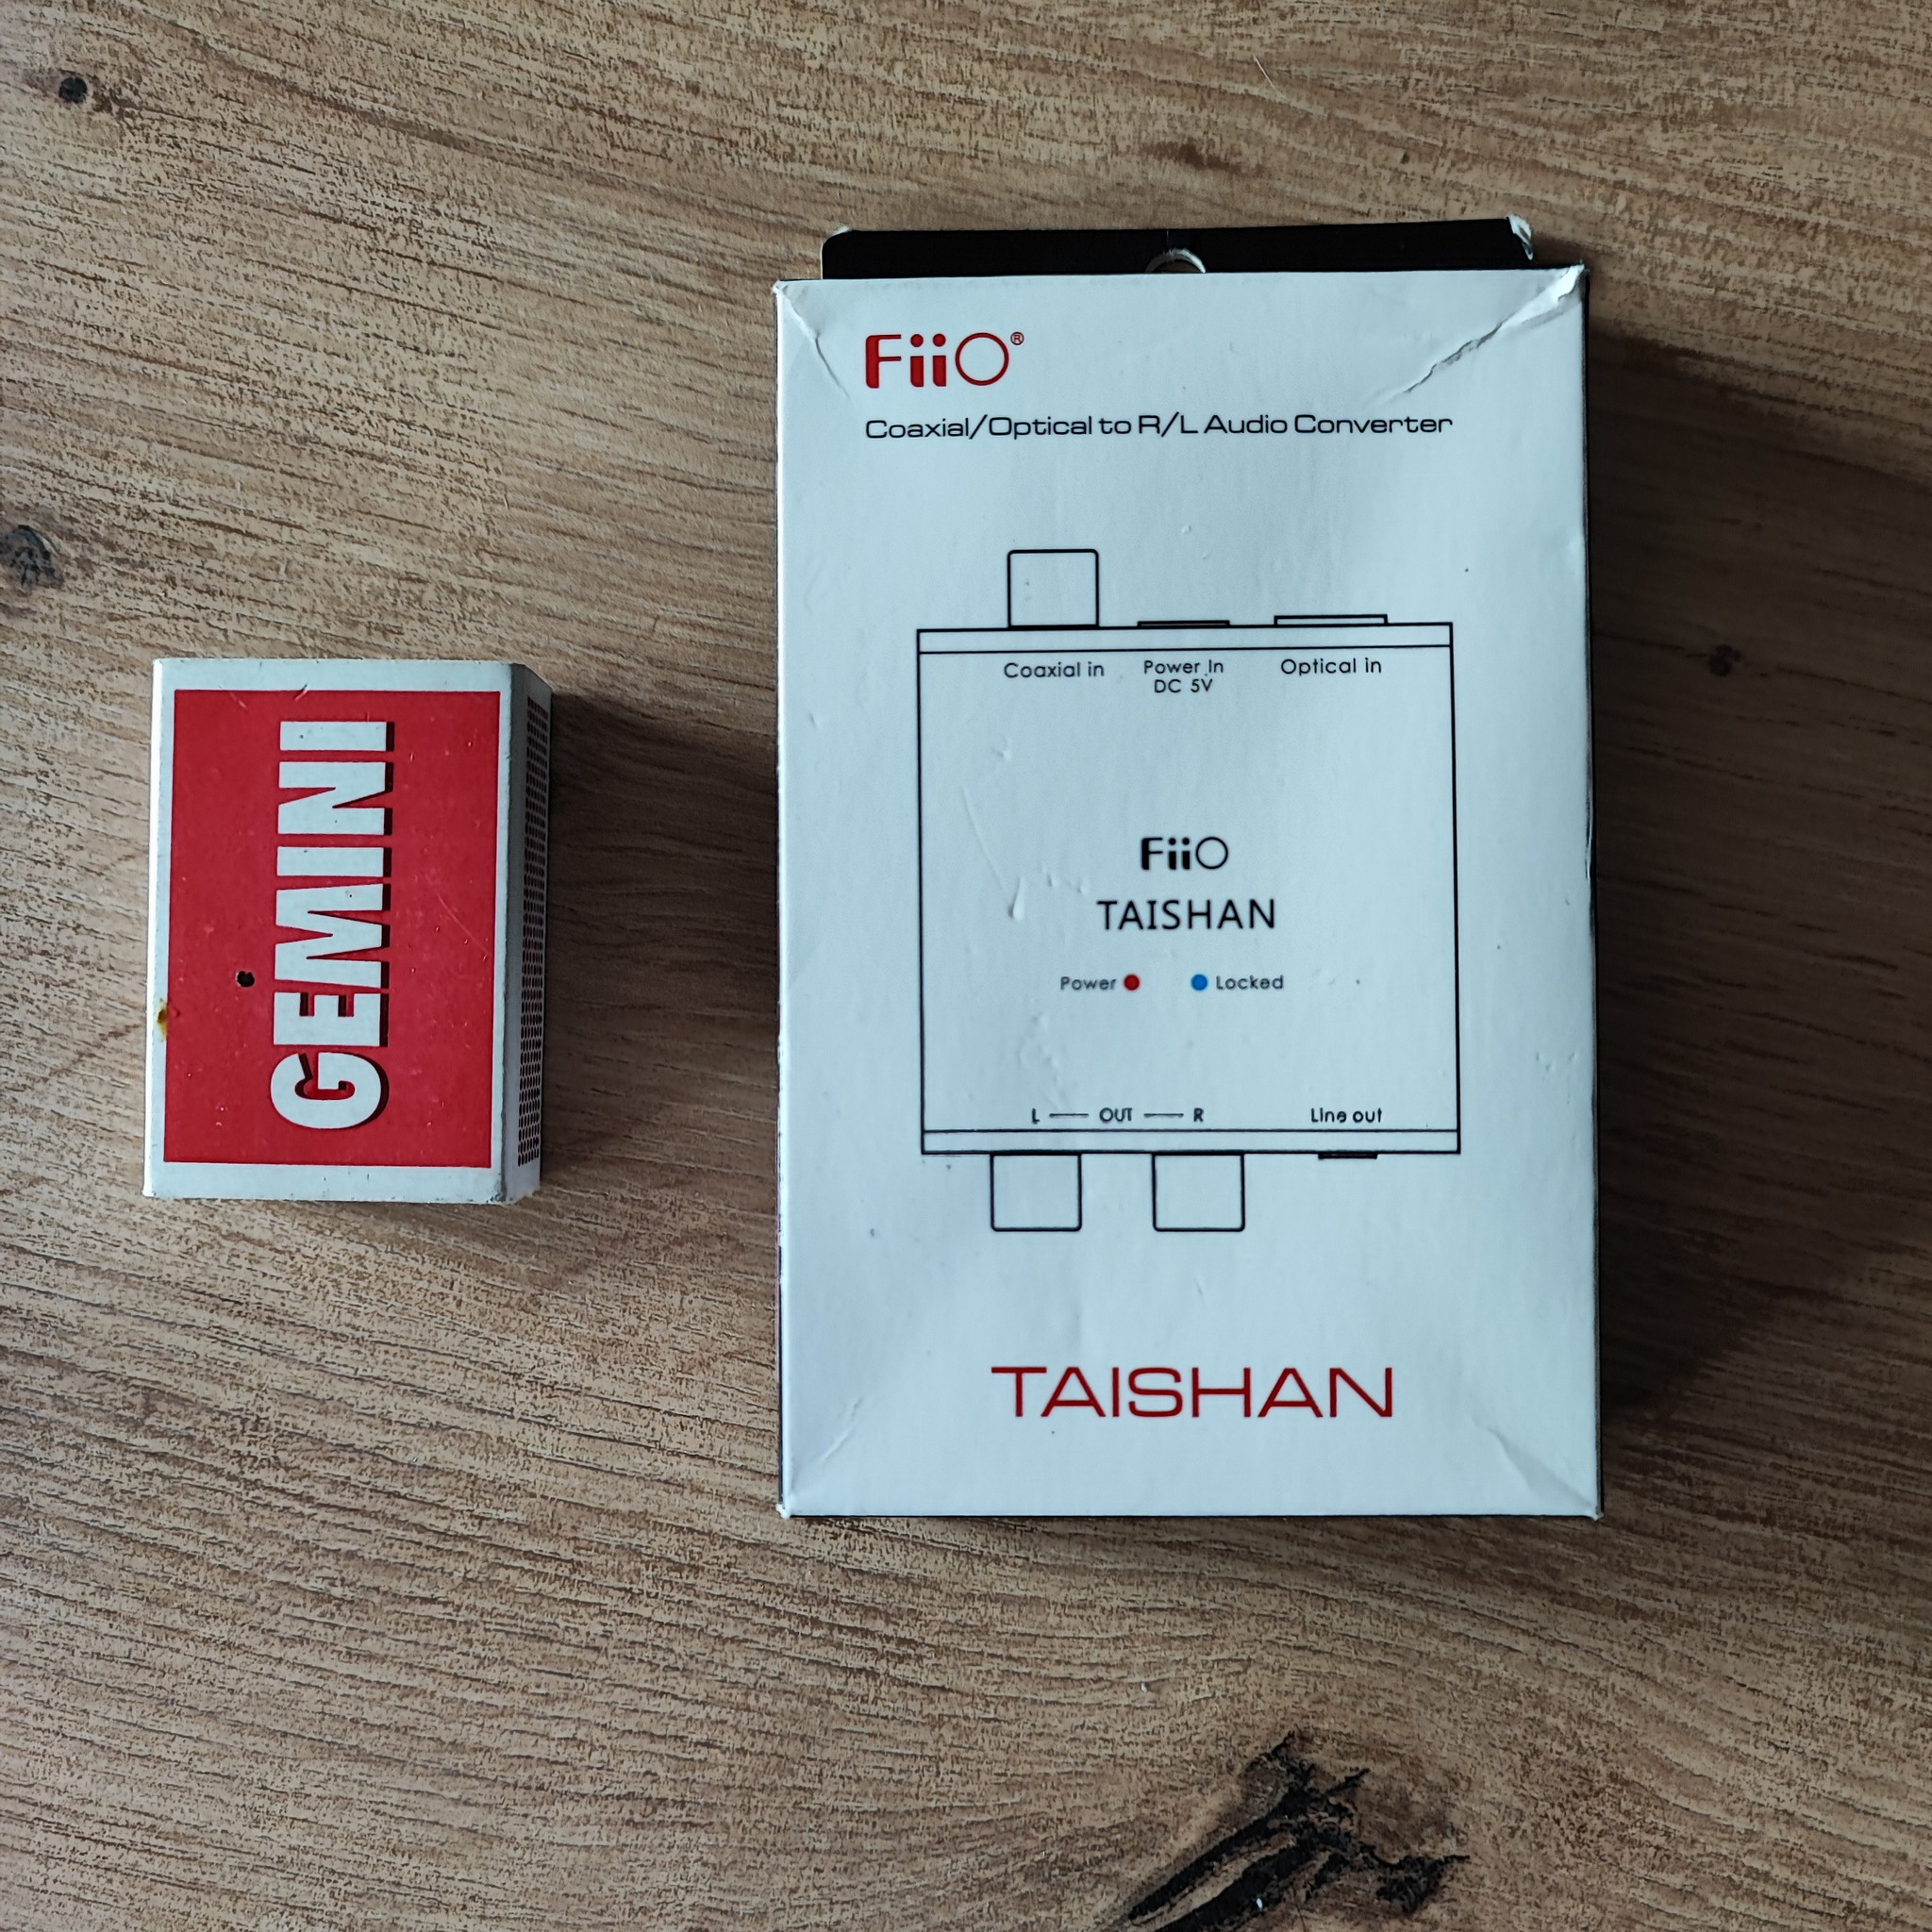 GEMINI
FiiO®
Coaxial/Optical to R/L Audio Converter
Coaxial in
Power In
DC 5V
Optical in
FiiO
TAISHAN
Power
Locked
L OUT R
Line out
TAISHAN